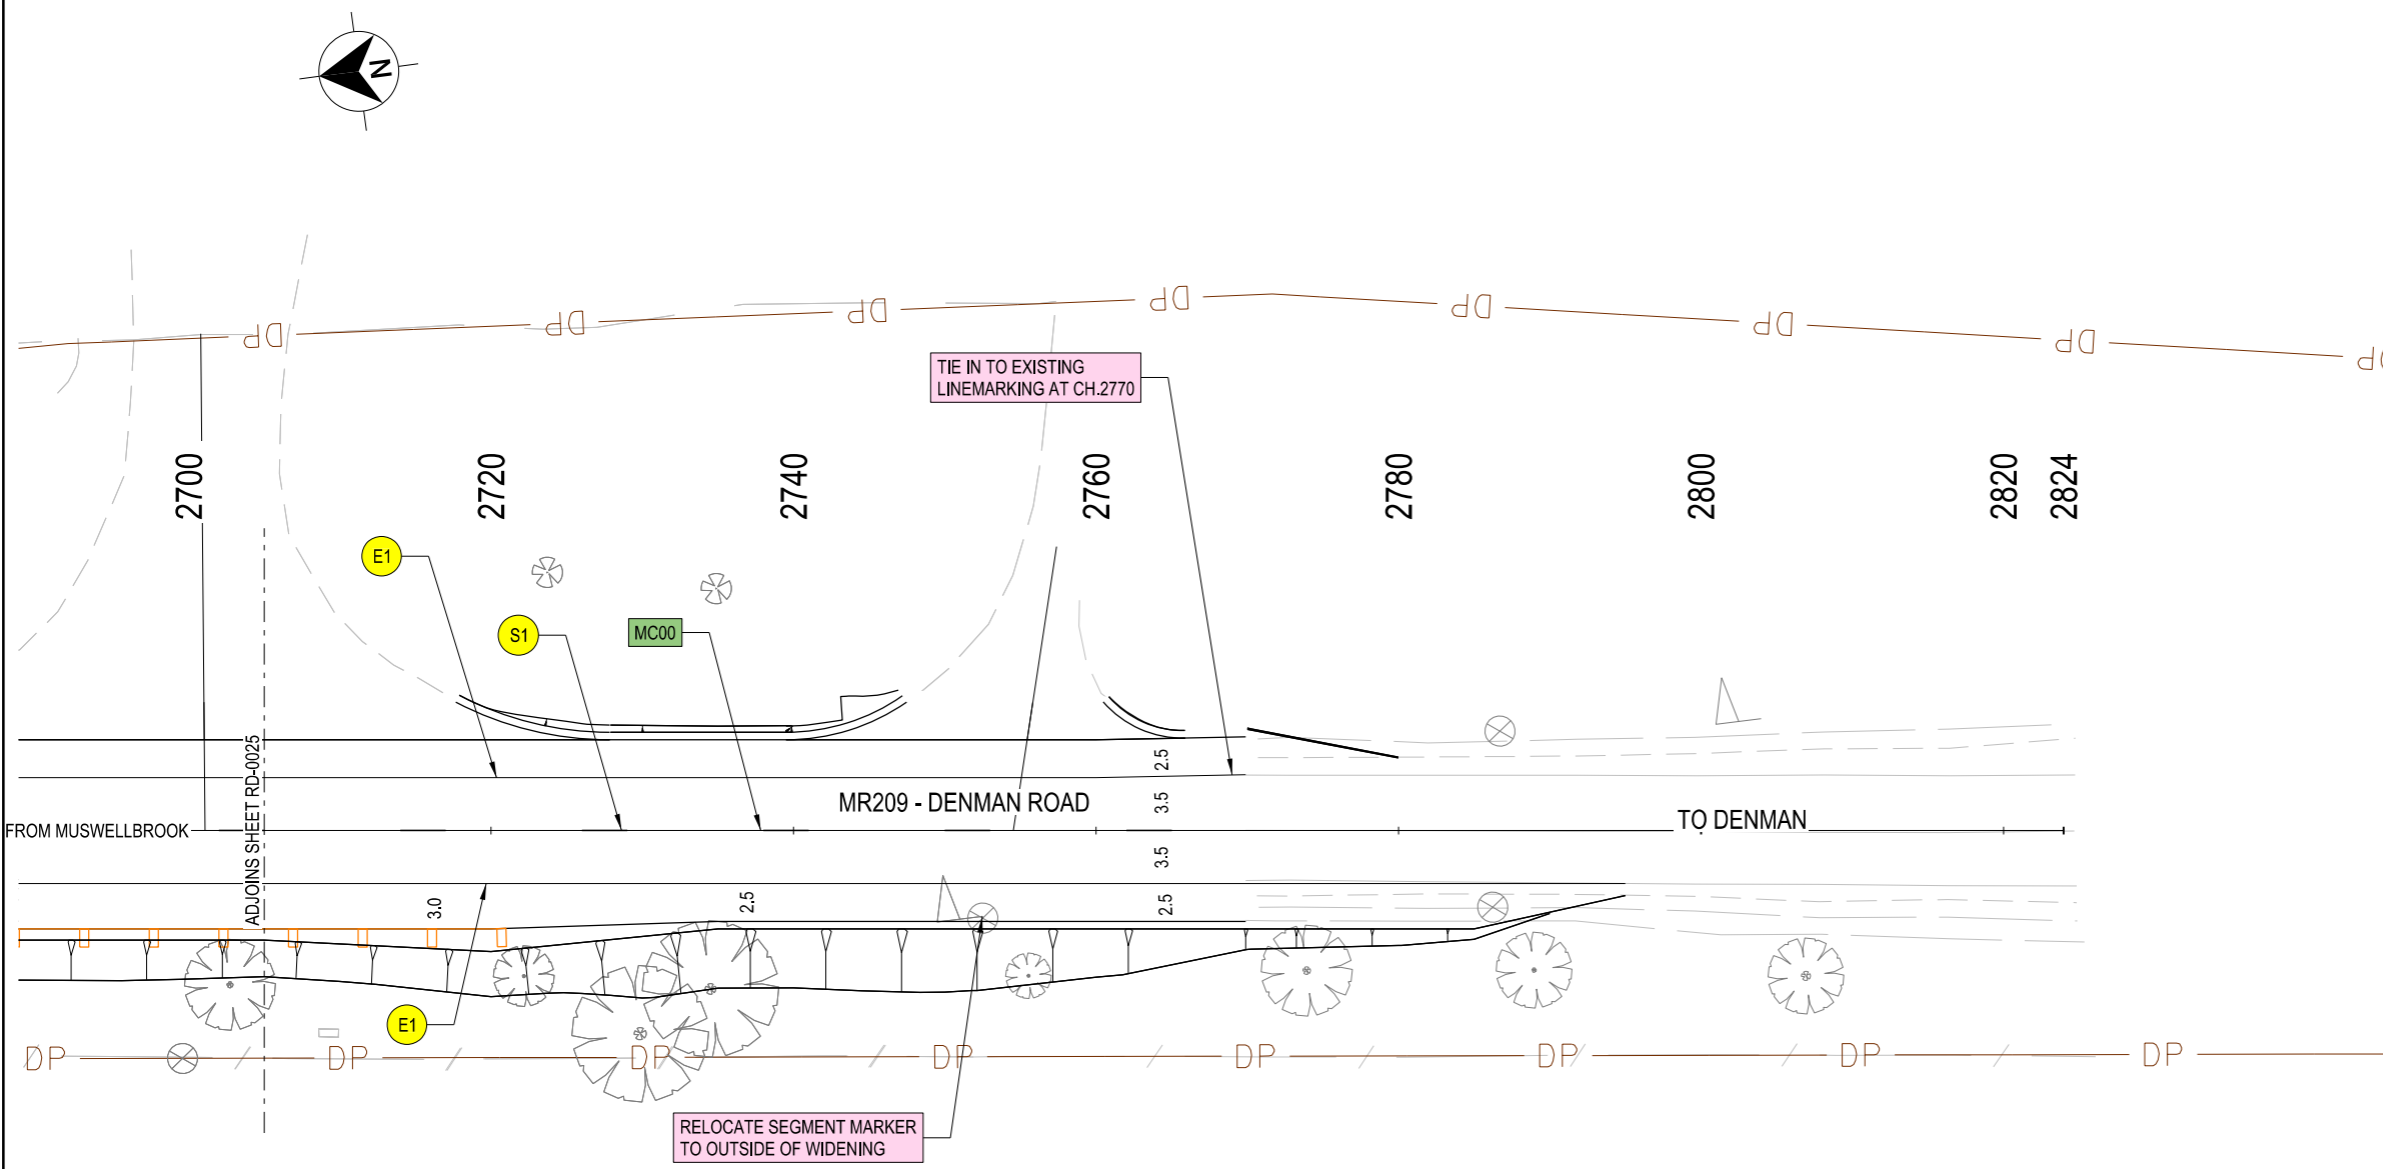 N
DP DP DP DP DP DP DP DP
TIE IN TO EXISTING
LINEMARKING AT CH.2770
2700 2720 2740 2760 2780 2800 2820 2824
E1
S1
MC00
ADJOINS SHEET RD-0025
2.5
MR209 - DENMAN ROAD
3.5
FROM MUSWELLBROOK
TO DENMAN
3.5
3.0
2.5
2.5
E1
DP DP DP DP DP DP DP DP
RELOCATE SEGMENT MARKER
TO OUTSIDE OF WIDENING